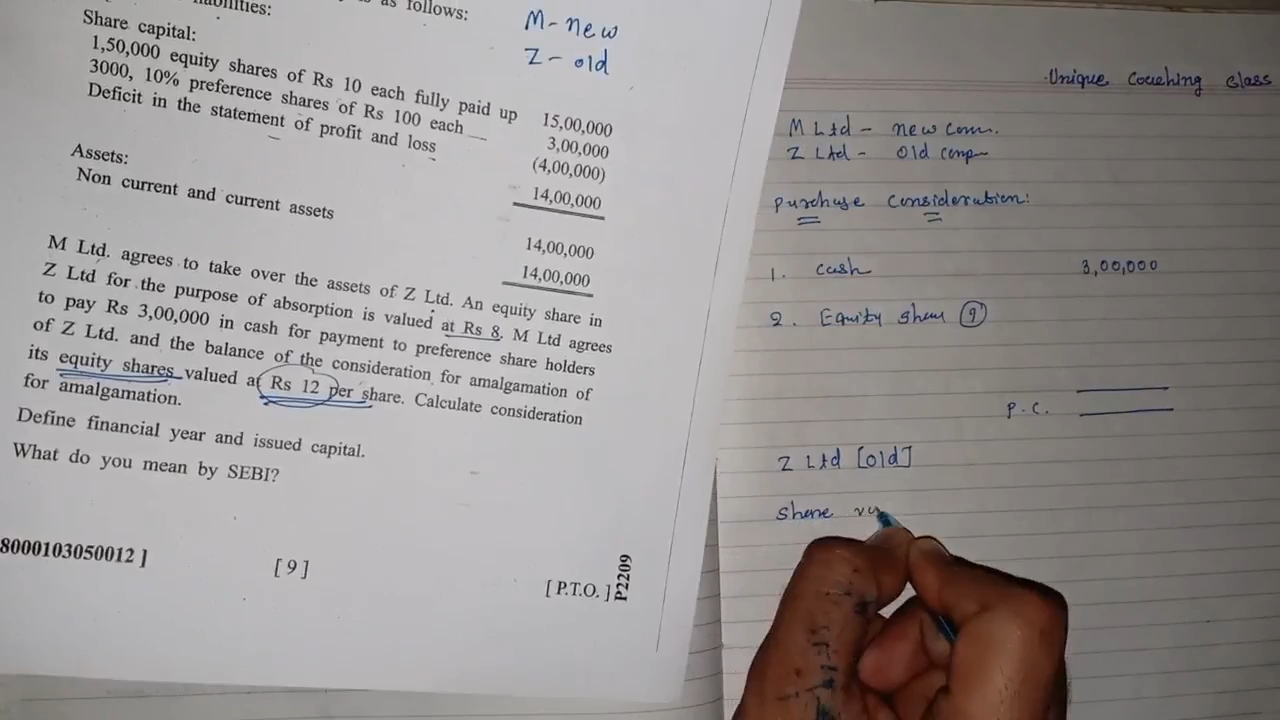 as follows:
Share capital:
1,50,000 equity shares of Rs 10 each fully paid up 15,00,000
3000, 10% preference shares of Rs 100 each 3,00,000
Deficit in the statement of profit and loss (4,00,000)
14,00,000
Assets:
Non current and current assets 14,00,000
14,00,000
M Ltd. agrees to take over the assets of Z Ltd. An equity share in
Z Ltd for the purpose of absorption is valued at Rs 8. M Ltd agrees
to pay Rs 3,00,000 in cash for payment to preference share holders
of Z Ltd. and the balance of the consideration for amalgamation of
its equity shares valued at Rs 12 per share. Calculate consideration
for amalgamation.
Define financial year and issued capital.
What do you mean by SEBI?
8000103050012 ]
[ 9 ]
[ P.T.O. ]
P2209
M - new
Z - old
Unique Couching Glass
M Ltd - new com.
Z Ltd - old comp
Purchase Consideration:
1. Cash 3,00,000
2. Equity share (9)
P.C.
Z Ltd [old]
Share